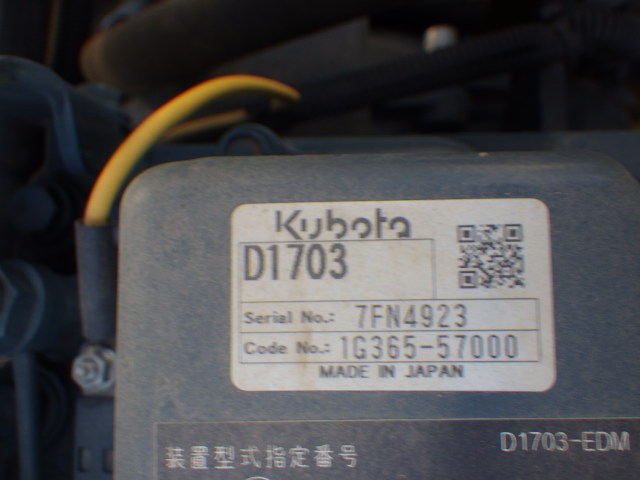 Kubota
D1703
Serial No.: 7FN4923
Code No.: 1G365-57000
MADE IN JAPAN
D1703-EDM
装置型式指定番号